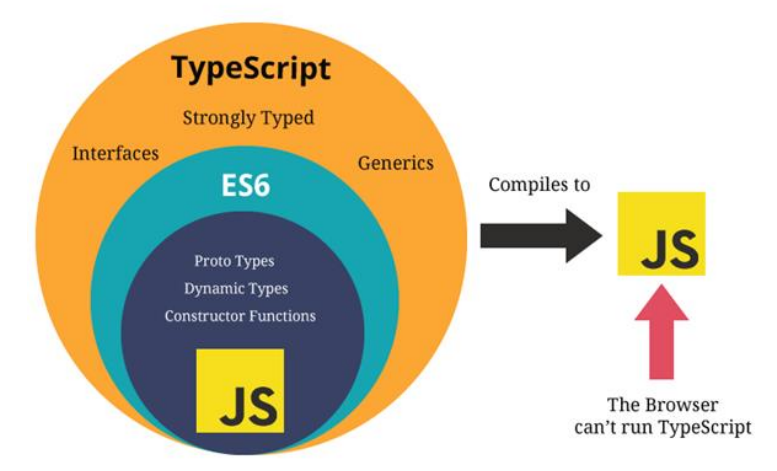 TypeScript
Strongly Typed
Interfaces
Generics
ES6
Proto Types
Dynamic Types
Constructor Functions
JS
Compiles to
JS
The Browser
can't run TypeScript